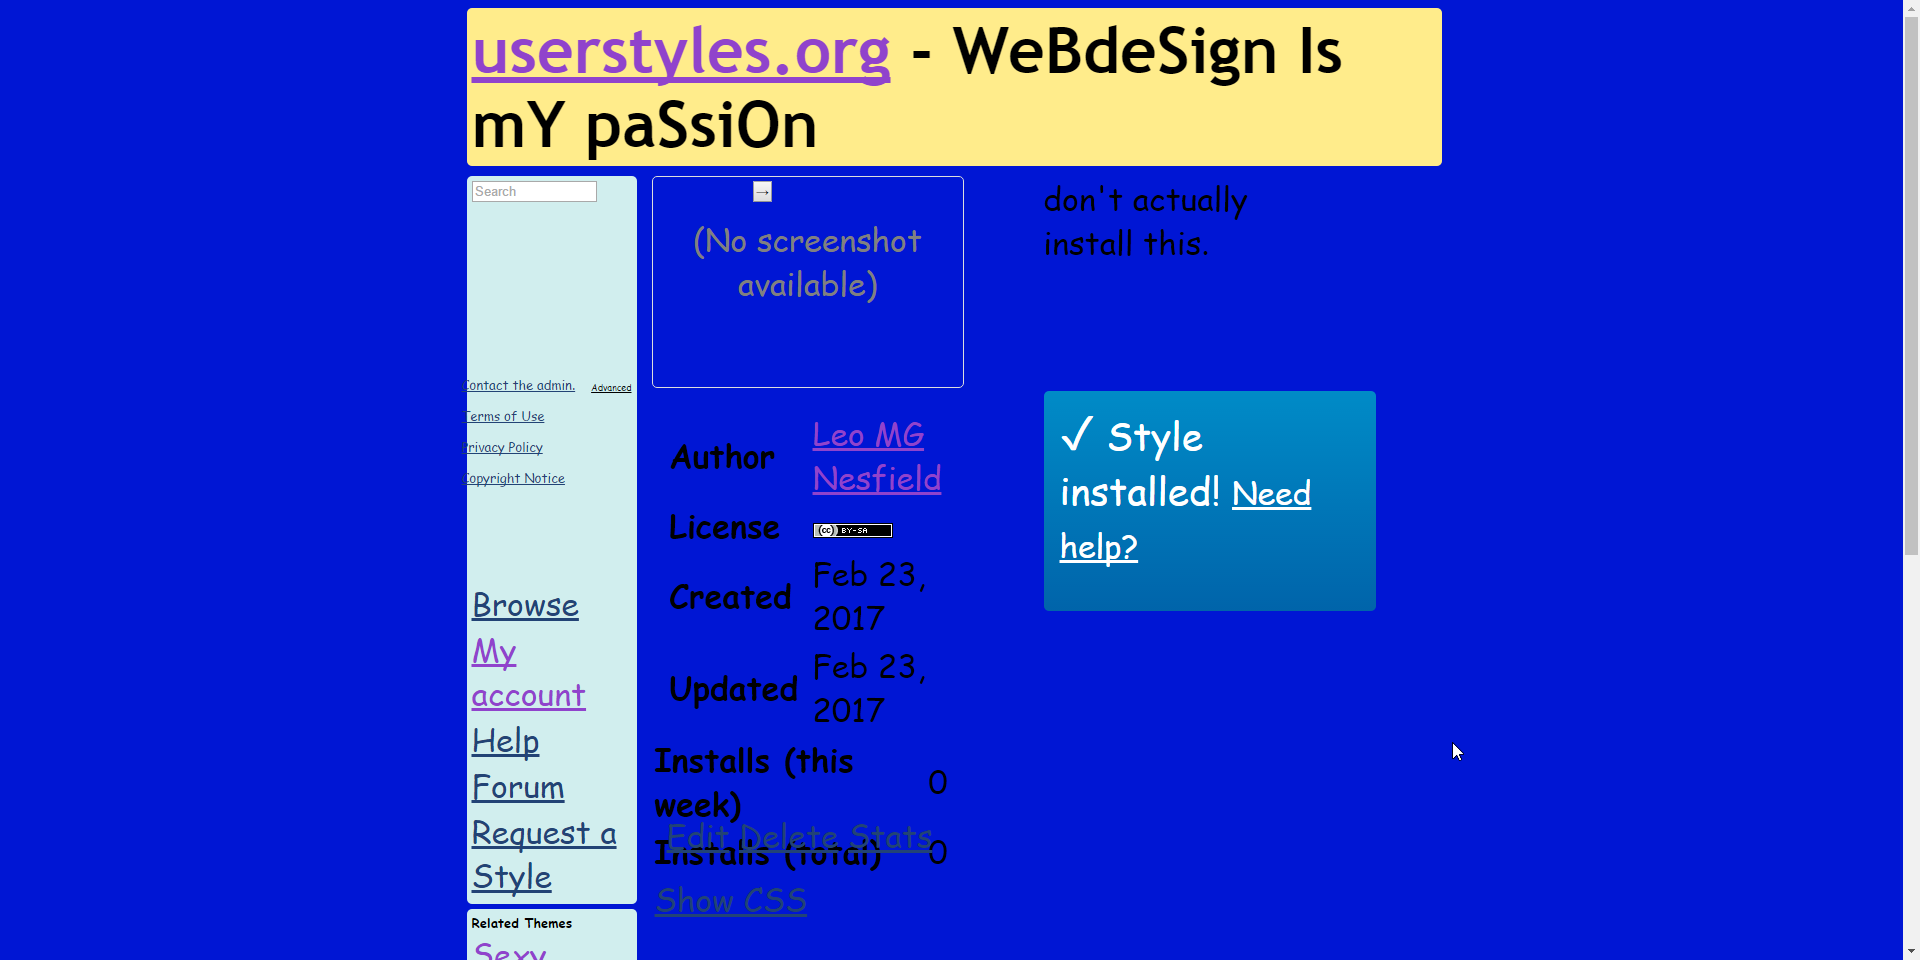 userstyles.org - WeBdeSign Is
mY paSsiOn
Search
Contact the admin.
Advanced
Terms of Use
Privacy Policy
Copyright Notice
Browse
My
account
Help
Forum
Request a
Style
Related Themes
Sexy
→
(No screenshot
available)
Author
Leo MG
Nesfield
License
(cc) BY-SA
Created
Feb 23,
2017
Updated
Feb 23,
2017
Installs (this
week)
0
Edit Delete Stats
Installs (total)
0
Show CSS
don't actually
install this.
✓ Style
installed! Need
help?